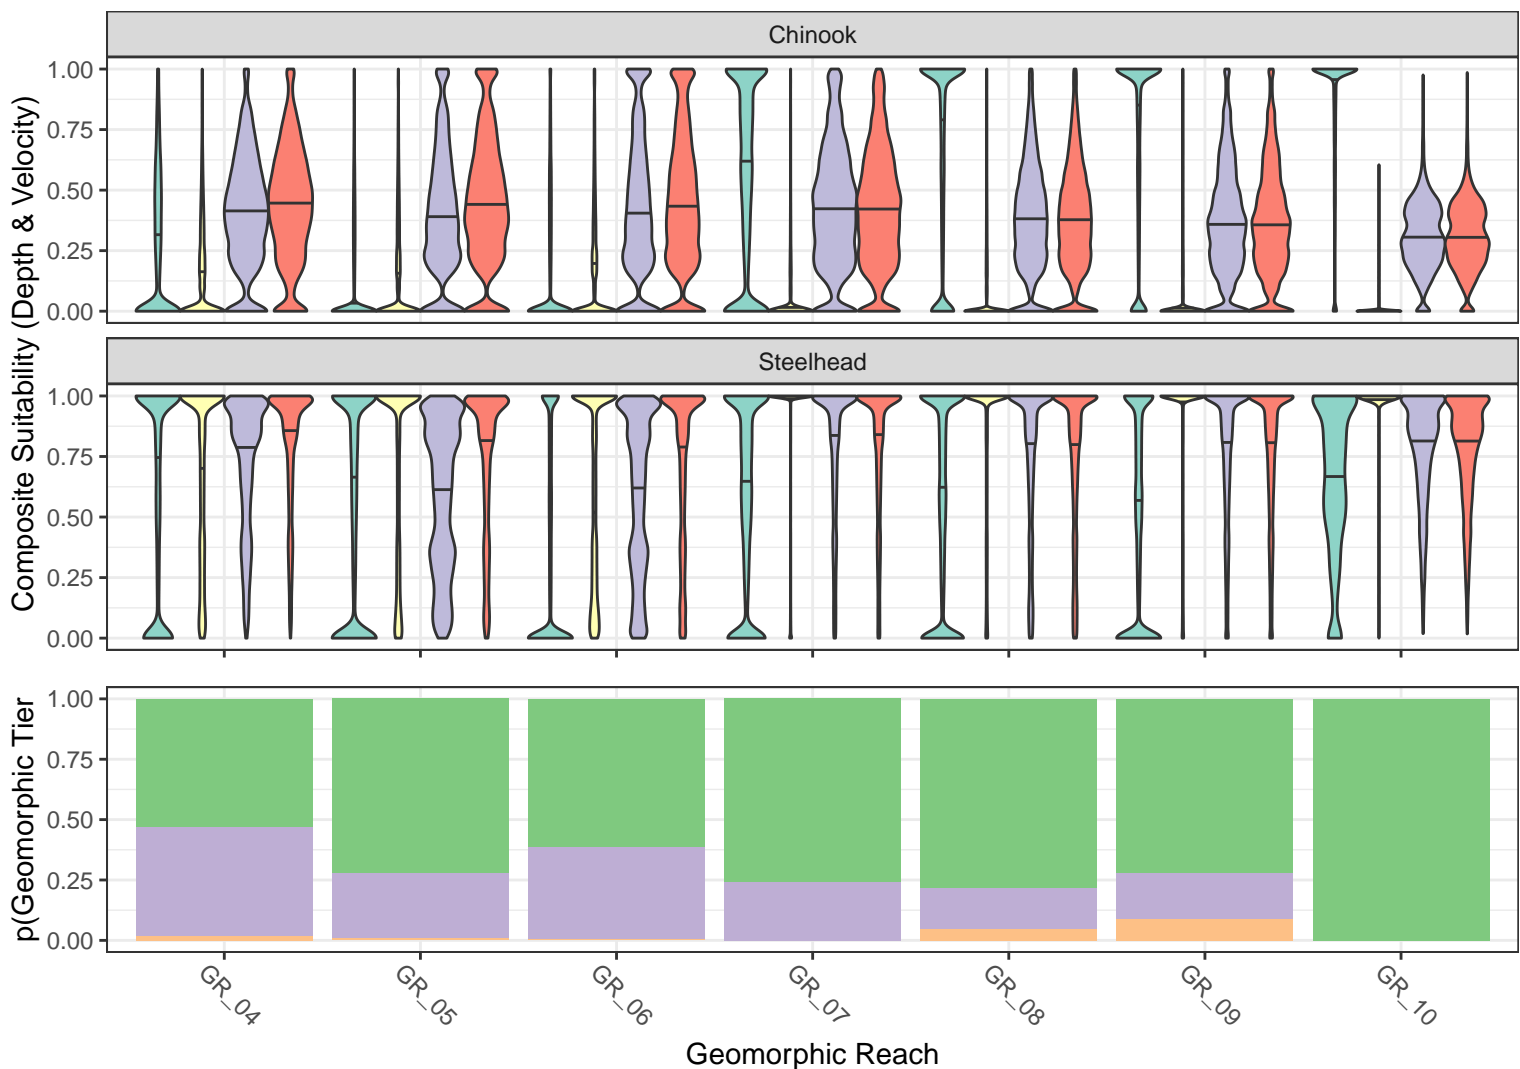 Chinook
1.00
0.75
0.50
0.25
0.00
Steelhead
1.00
0.75
0.50
0.25
0.00
Composite Suitability (Depth & Velocity)
1.00
0.75
0.50
0.25
0.00
p(Geomorphic Tier
GR_04
GR_05
GR_06
GR_07
GR_08
GR_09
GR_10
Geomorphic Reach